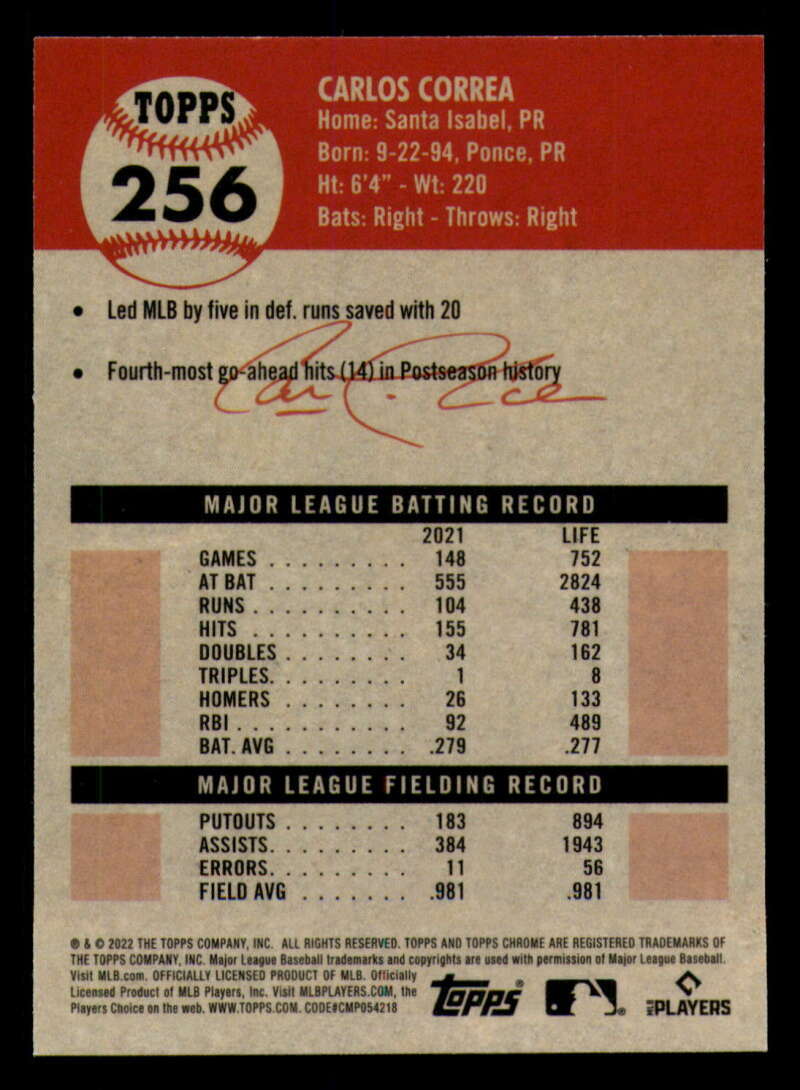 TOPPS
256
CARLOS CORREA
Home: Santa Isabel, PR
Born: 9-22-94, Ponce, PR
Ht: 6'4" - Wt: 220
Bats: Right - Throws: Right
• Led MLB by five in def. runs saved with 20
• Fourth-most go-ahead hits (14) in Postseason history
MAJOR LEAGUE BATTING RECORD
2021 LIFE
GAMES . . . . . . . . . 148 752
AT BAT . . . . . . . . . 555 2824
RUNS . . . . . . . . . . 104 438
HITS . . . . . . . . . . 155 781
DOUBLES . . . . . . . . 34 162
TRIPLES. . . . . . . . . 1 8
HOMERS . . . . . . . . 26 133
RBI . . . . . . . . . . . 92 489
BAT. AVG . . . . . . . . .279 .277
MAJOR LEAGUE FIELDING RECORD
PUTOUTS . . . . . . . . 183 894
ASSISTS. . . . . . . . . 384 1943
ERRORS. . . . . . . . . 11 56
FIELD AVG . . . . . . . .981 .981
® & © 2022 THE TOPPS COMPANY, INC. ALL RIGHTS RESERVED. TOPPS AND TOPPS CHROME ARE REGISTERED TRADEMARKS OF
THE TOPPS COMPANY, INC. Major League Baseball trademarks and copyrights are used with permission of Major League Baseball.
Visit MLB.com. OFFICIALLY LICENSED PRODUCT OF MLB. Officially
Licensed Product of MLB Players, Inc. Visit MLBPLAYERS.COM, the
Players Choice on the web. WWW.TOPPS.COM. CODE#CMP054218
Topps®
MLB PLAYERS